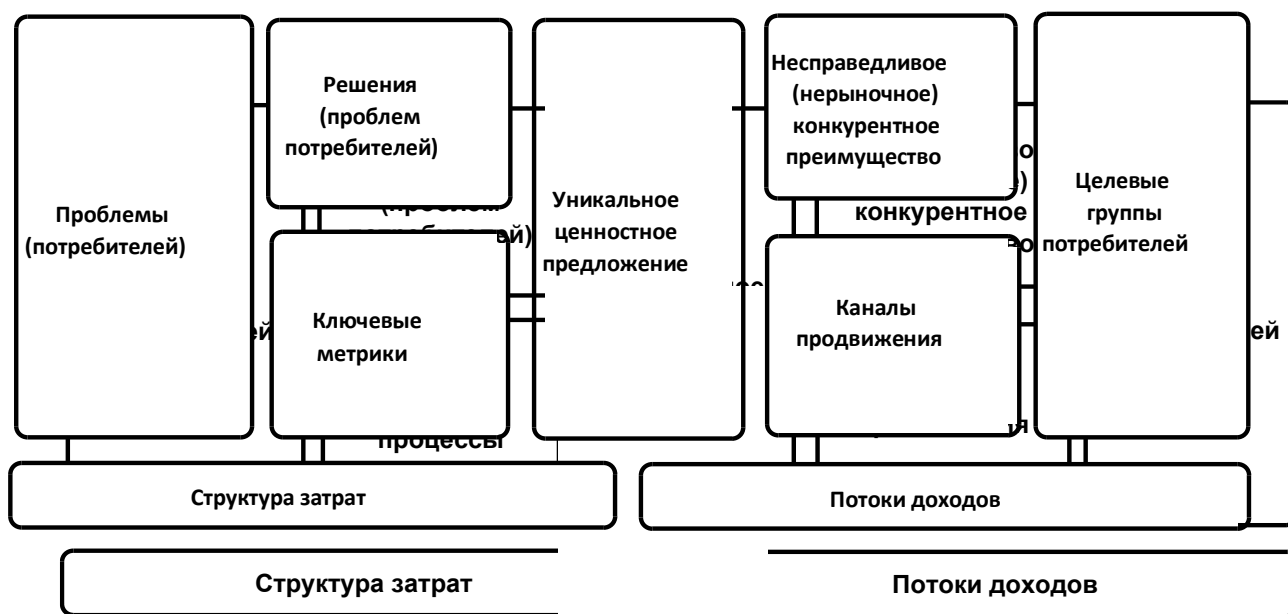 Проблемы
(потребителей)
Решения
(проблем
потребителей)
Ключевые
метрики
процессы
Уникальное
ценностное
предложение
Несправедливое
(нерыночное)
конкурентное
преимущество
конкурентное
Каналы
продвижения
Целевые
группы
потребителей
Структура затрат
Потоки доходов
Структура затрат
Потоки доходов